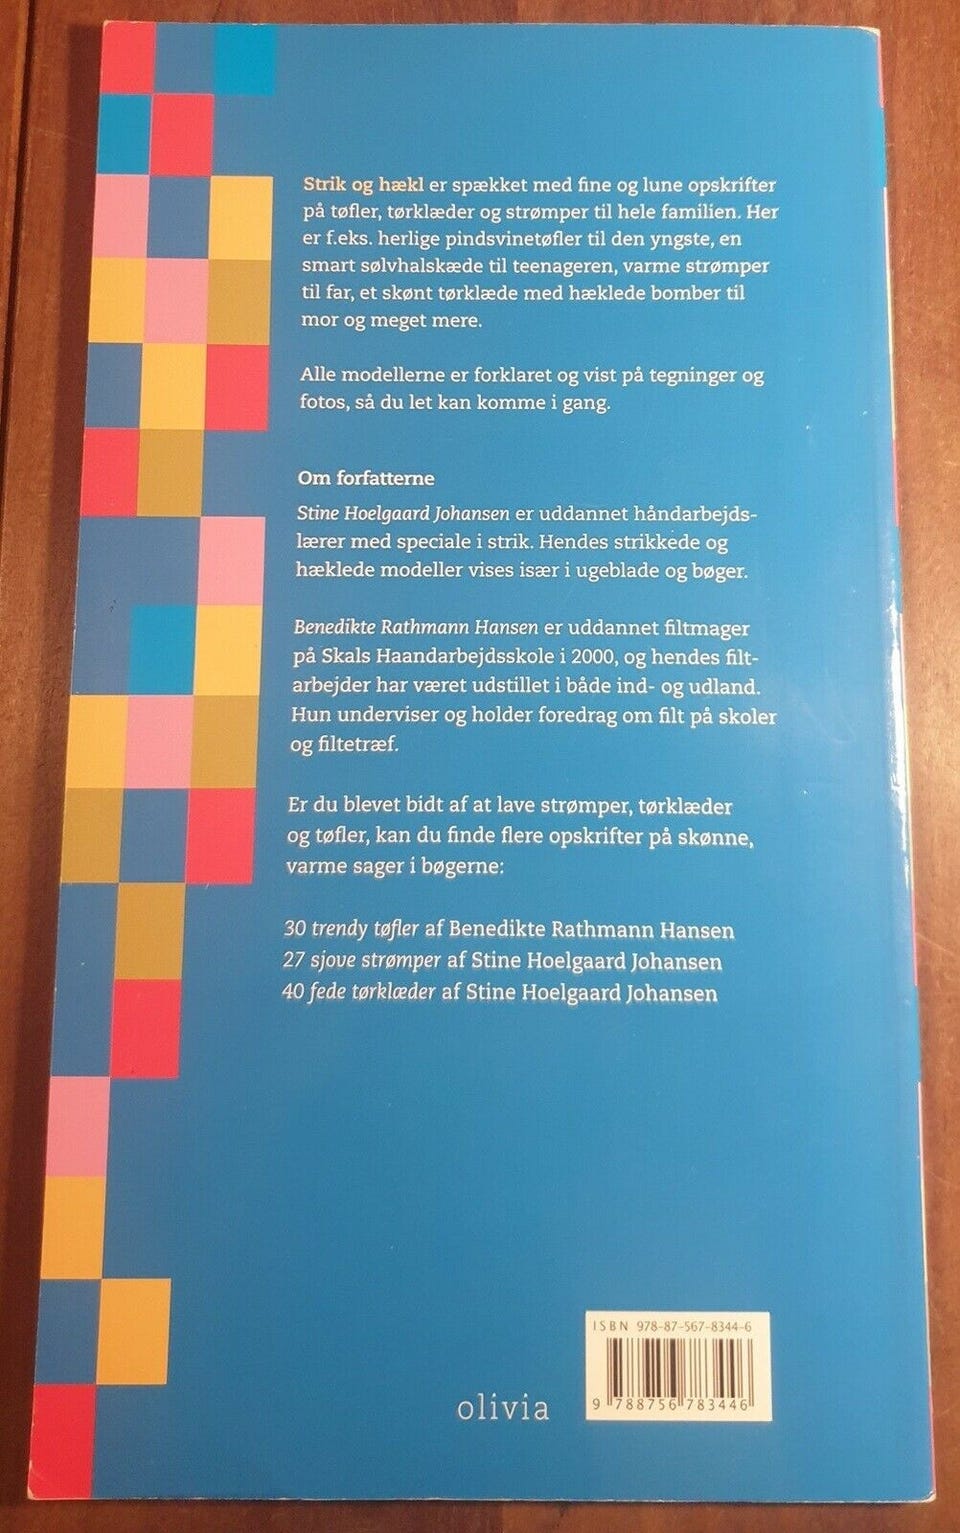 Strik og hækl er spækket med fine og lune opskrifter
på tøfler, tørklæder og strømper til hele familien. Her
er f.eks. herlige pindsvinetøfler til den yngste, en
smart sølvhalskæde til teenageren, varme strømper
til far, et skønt tørklæde med hæklede bomber til
mor og meget mere.
Alle modellerne er forklaret og vist på tegninger og
fotos, så du let kan komme i gang.
Om forfatterne
Stine Hoelgaard Johansen er uddannet håndarbejds-
lærer med speciale i strik. Hendes strikkede og
hæklede modeller vises især i ugeblade og bøger.
Benedikte Rathmann Hansen er uddannet filtmager
på Skals Haandarbejdsskole i 2000, og hendes filt-
arbejder har været udstillet i både ind- og udland.
Hun underviser og holder foredrag om filt på skoler
og filtetræf.
Er du blevet bidt af at lave strømper, tørklæder
og tøfler, kan du finde flere opskrifter på skønne,
varme sager i bøgerne:
30 trendy tøfler af Benedikte Rathmann Hansen
27 sjove strømper af Stine Hoelgaard Johansen
40 fede tørklæder af Stine Hoelgaard Johansen
ISBN 978-87-567-8344-6
9 788756 783446
olivia